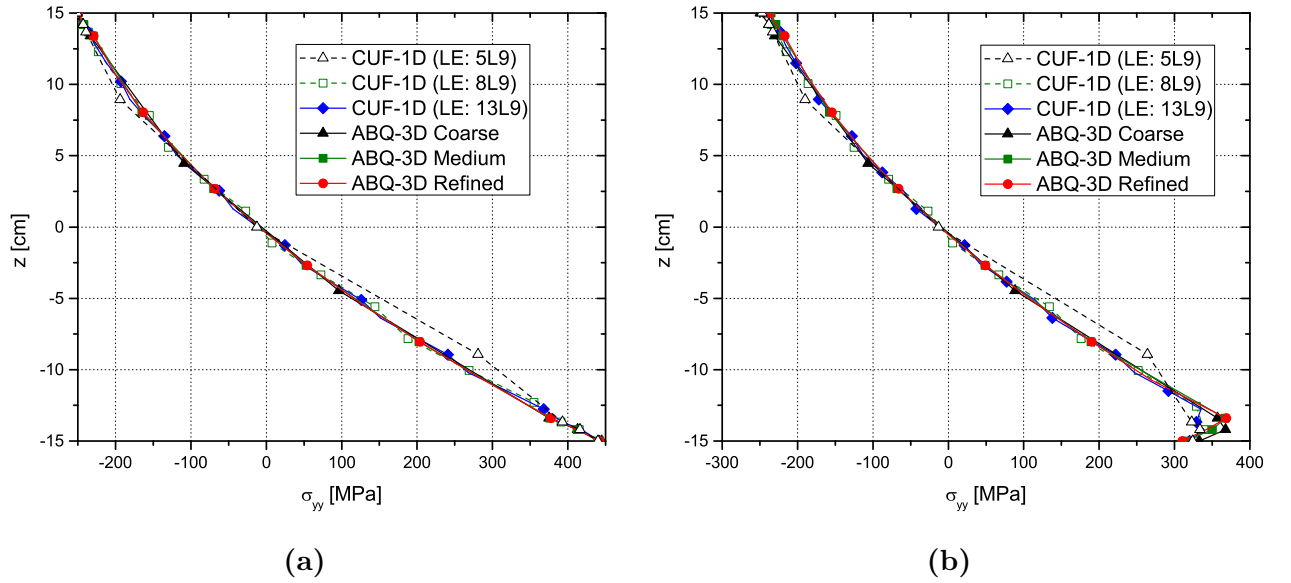 15
10
5
0
-5
-10
-15
z [cm]
-200 -100 0 100 200 300 400
σyy [MPa]
CUF-1D (LE: 5L9)
CUF-1D (LE: 8L9)
CUF-1D (LE: 13L9)
ABQ-3D Coarse
ABQ-3D Medium
ABQ-3D Refined
(a)
15
10
5
0
-5
-10
-15
z [cm]
-300 -200 -100 0 100 200 300 400
σyy [MPa]
CUF-1D (LE: 5L9)
CUF-1D (LE: 8L9)
CUF-1D (LE: 13L9)
ABQ-3D Coarse
ABQ-3D Medium
ABQ-3D Refined
(b)